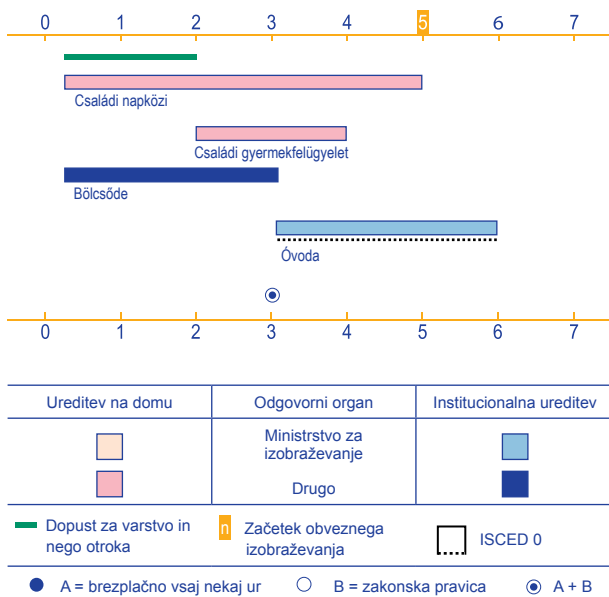 0 1 2 3 4 5 6 7
Családi napközi
Családi gyermekfelügyelet
Bölcsőde
Óvoda
0 1 2 3 4 5 6 7
Ureditev na domu Odgovorni organ Institucionalna ureditev
Ministrstvo za
izobraževanje
Drugo
Dopust za varstvo in
nego otroka
n Začetek obveznega
izobraževanja
ISCED 0
A = brezplačno vsaj nekaj ur B = zakonska pravica A + B